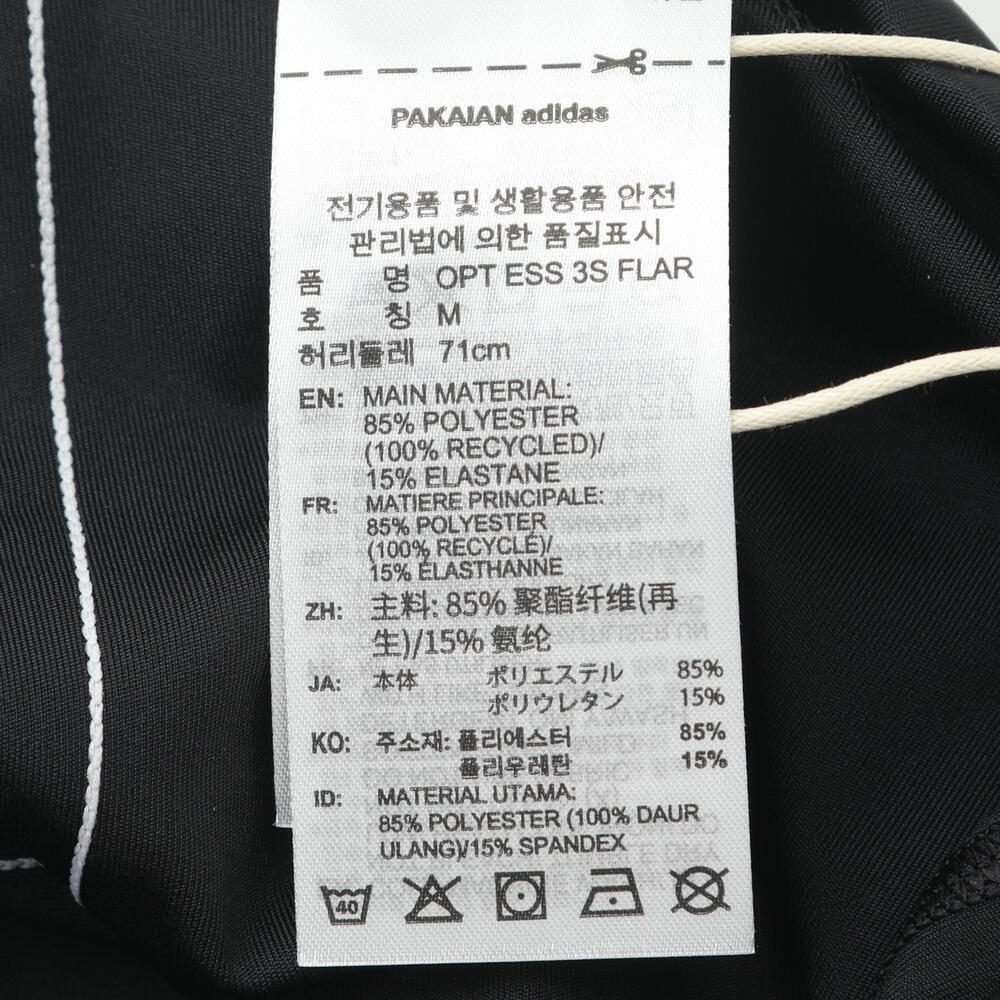 PAKAIAN adidas
전기용품 및 생활용품 안전
관리법에 의한 품질표시
품 명 OPT ESS 3S FLAR
호 칭 M
허리둘레 71cm
EN: MAIN MATERIAL:
85% POLYESTER
(100% RECYCLED)/
15% ELASTANE
FR: MATIERE PRINCIPALE:
85% POLYESTER
(100% RECYCLÉ)/
15% ÉLASTHANNE
ZH: 主料: 85% 聚酯纤维(再
生)/15% 氨纶
JA: 本体 ポリエステル 85%
ポリウレタン 15%
KO: 주소재: 폴리에스터 85%
폴리우레탄 15%
ID: MATERIAL UTAMA:
85% POLYESTER (100% DAUR
ULANG)/15% SPANDEX
40